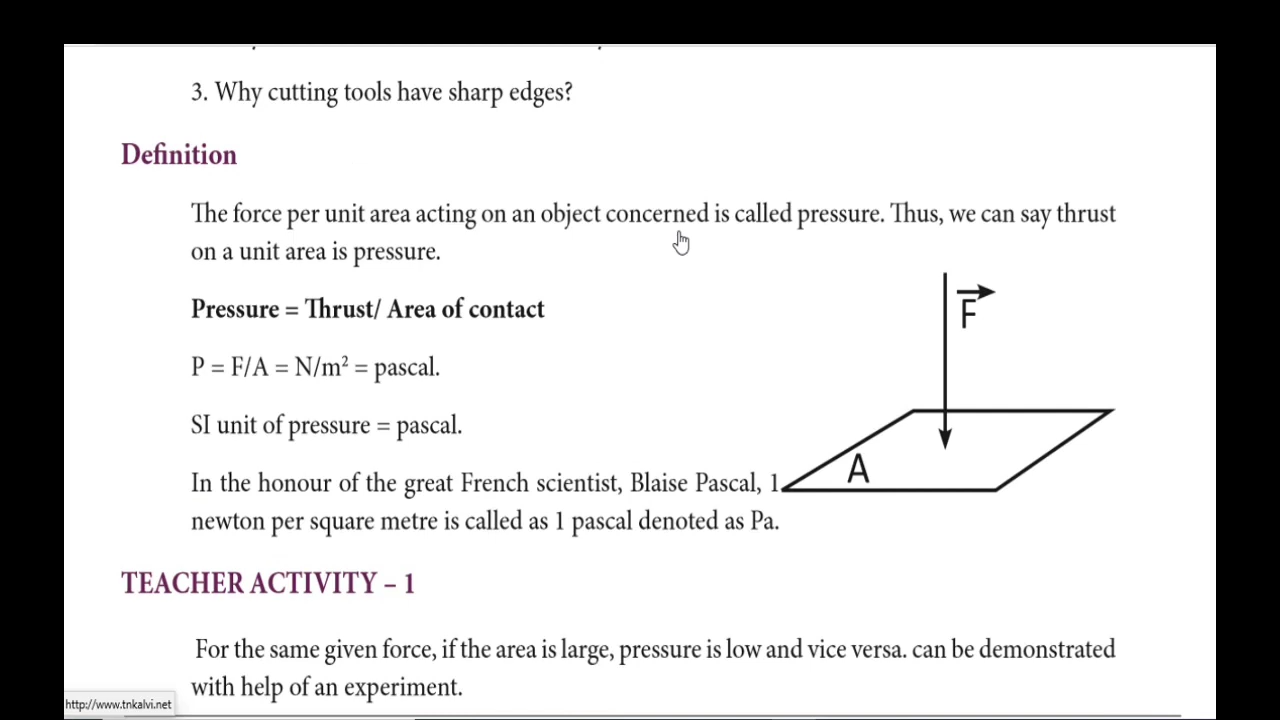 3. Why cutting tools have sharp edges?
Definition
The force per unit area acting on an object concerned is called pressure. Thus, we can say thrust
on a unit area is pressure.
Pressure = Thrust/ Area of contact
F
P = F/A = N/m² = pascal.
SI unit of pressure = pascal.
A
In the honour of the great French scientist, Blaise Pascal, 1
newton per square metre is called as 1 pascal denoted as Pa.
TEACHER ACTIVITY – 1
For the same given force, if the area is large, pressure is low and vice versa. can be demonstrated
with help of an experiment.
http://www.tnkalvi.net